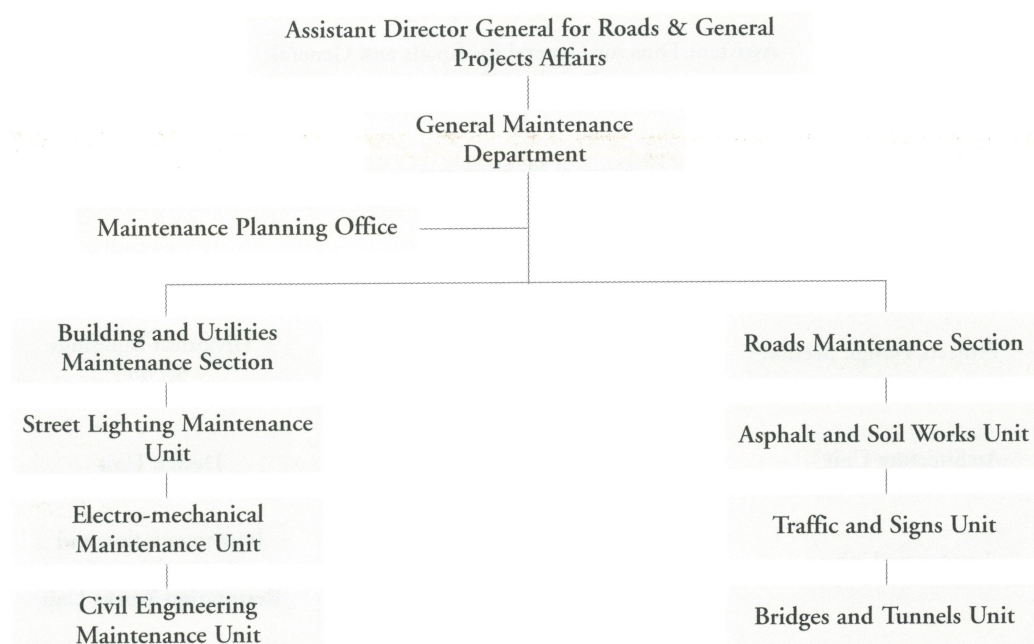 Assistant Director General for Roads & General
Projects Affairs
General Maintenance
Department
Maintenance Planning Office
Building and Utilities
Maintenance Section
Street Lighting Maintenance
Unit
Electro-mechanical
Maintenance Unit
Civil Engineering
Maintenance Unit
Roads Maintenance Section
Asphalt and Soil Works Unit
Traffic and Signs Unit
Bridges and Tunnels Unit